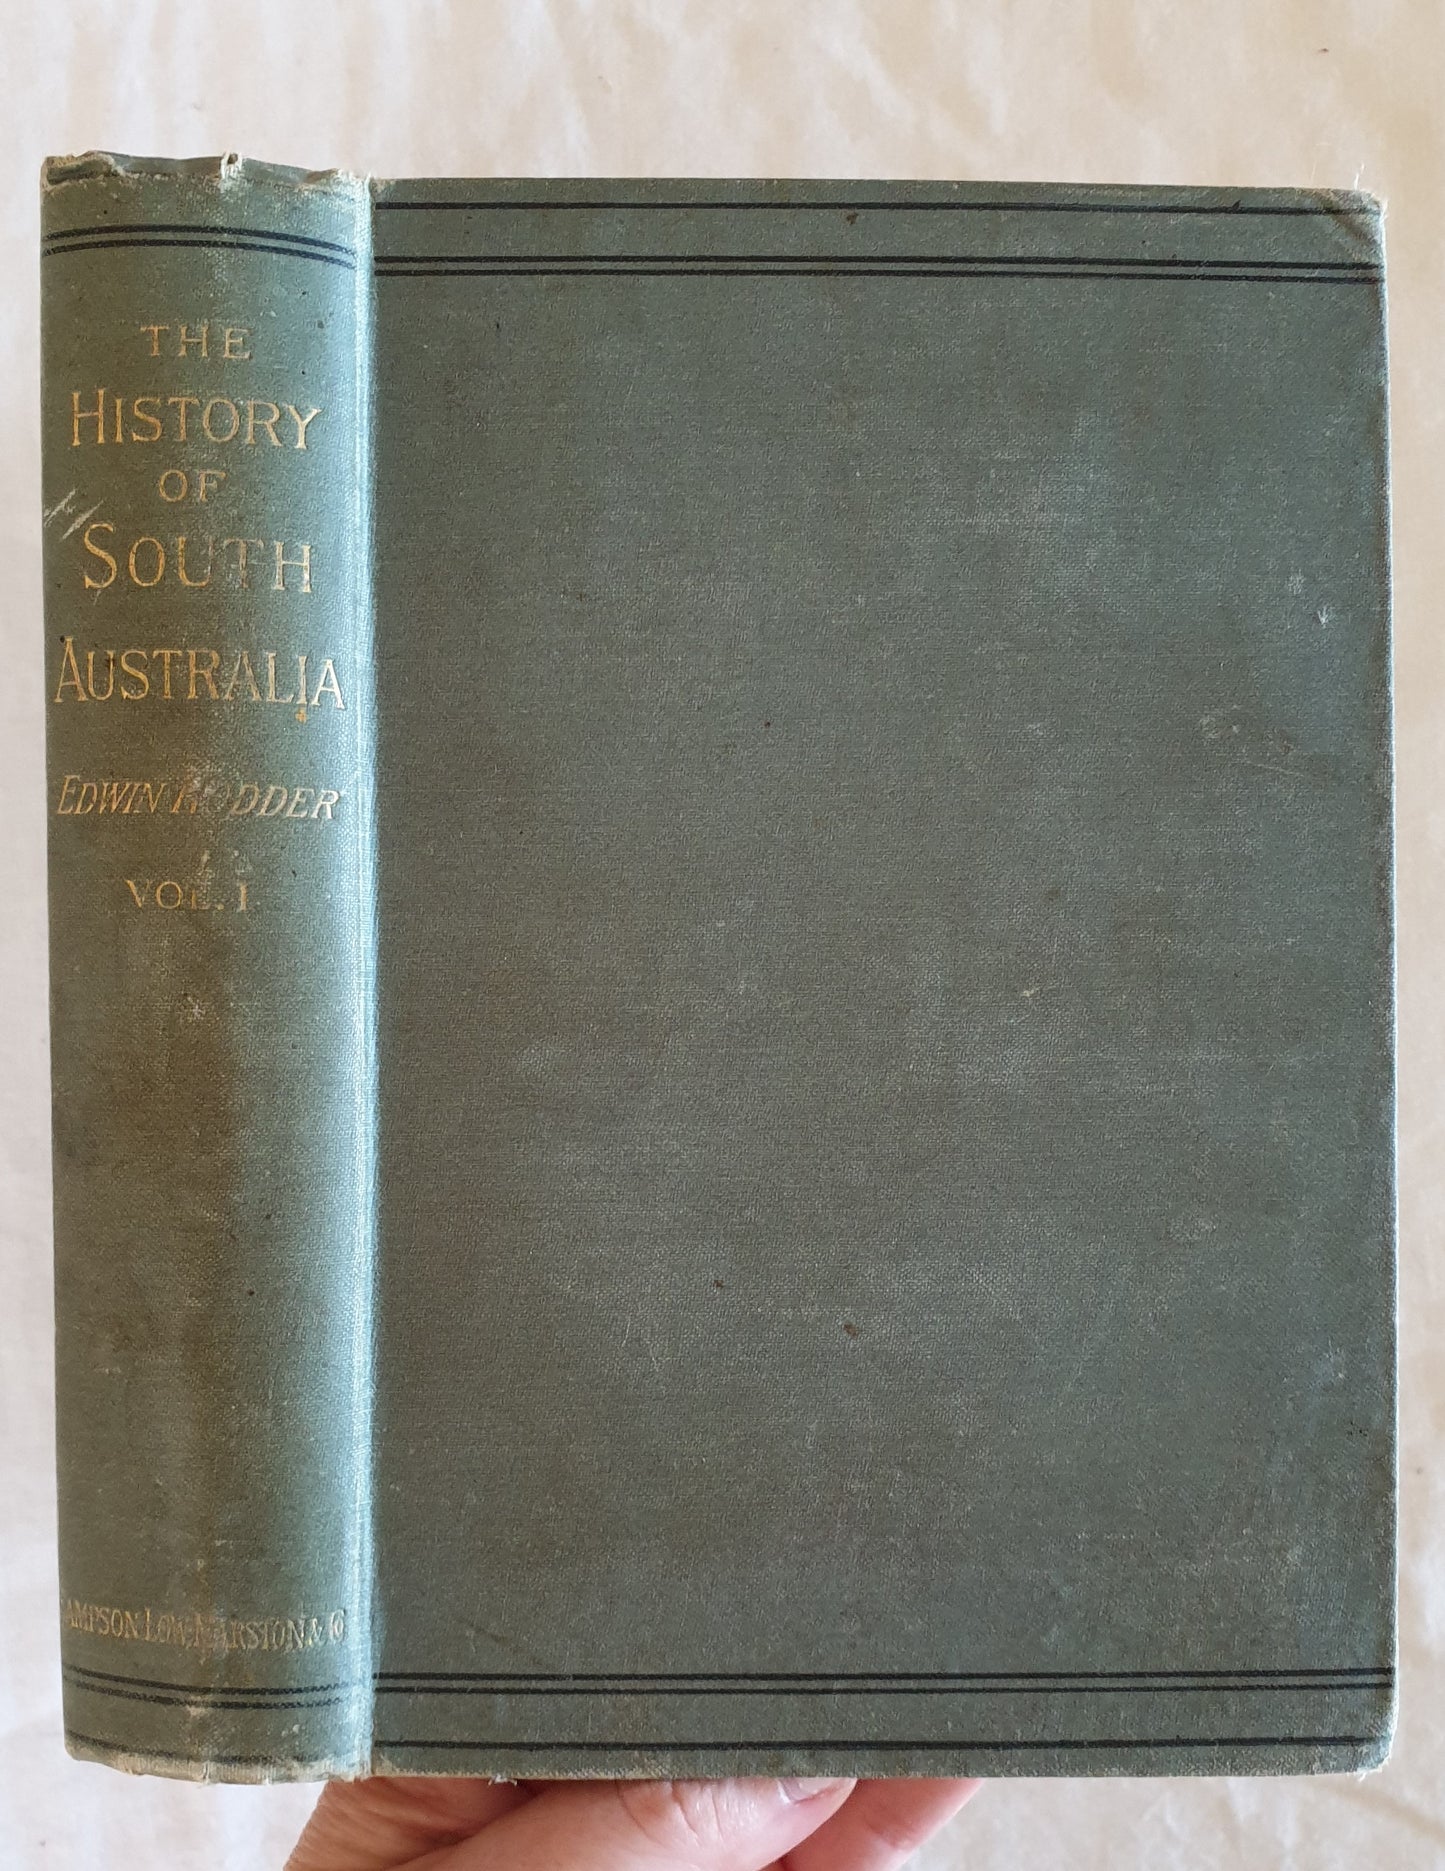 THE
HISTORY
OF
SOUTH
AUSTRALIA
EDWIN HODDER
VOL. I.
SAMPSON LOW, MARSTON & CO